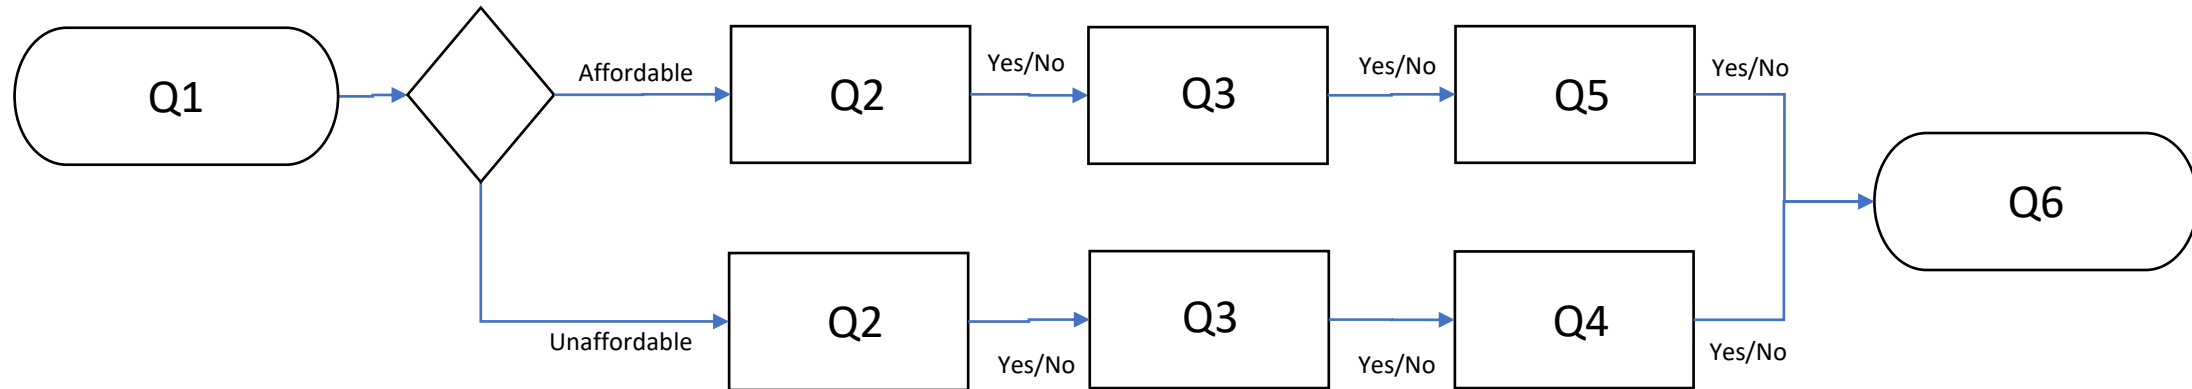 Q1
Affordable
Q2
Yes/No
Q3
Yes/No
Q5
Yes/No
Q6
Unaffordable
Q2
Yes/No
Q3
Yes/No
Q4
Yes/No